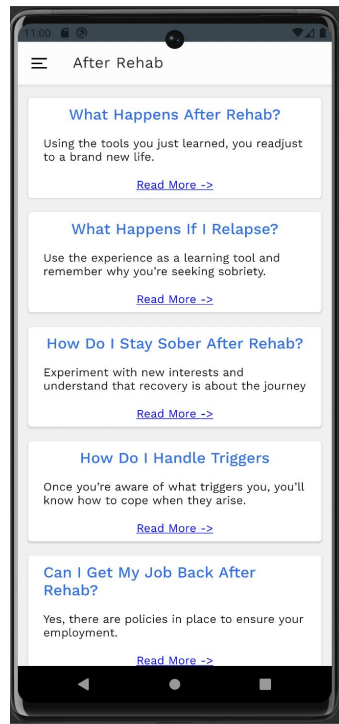 11:00
After Rehab
What Happens After Rehab?
Using the tools you just learned, you readjust
to a brand new life.
Read More ->
What Happens If I Relapse?
Use the experience as a learning tool and
remember why you’re seeking sobriety.
Read More ->
How Do I Stay Sober After Rehab?
Experiment with new interests and
understand that recovery is about the journey
Read More ->
How Do I Handle Triggers
Once you’re aware of what triggers you, you’ll
know how to cope when they arise.
Read More ->
Can I Get My Job Back After
Rehab?
Yes, there are policies in place to ensure your
employment.
Read More ->